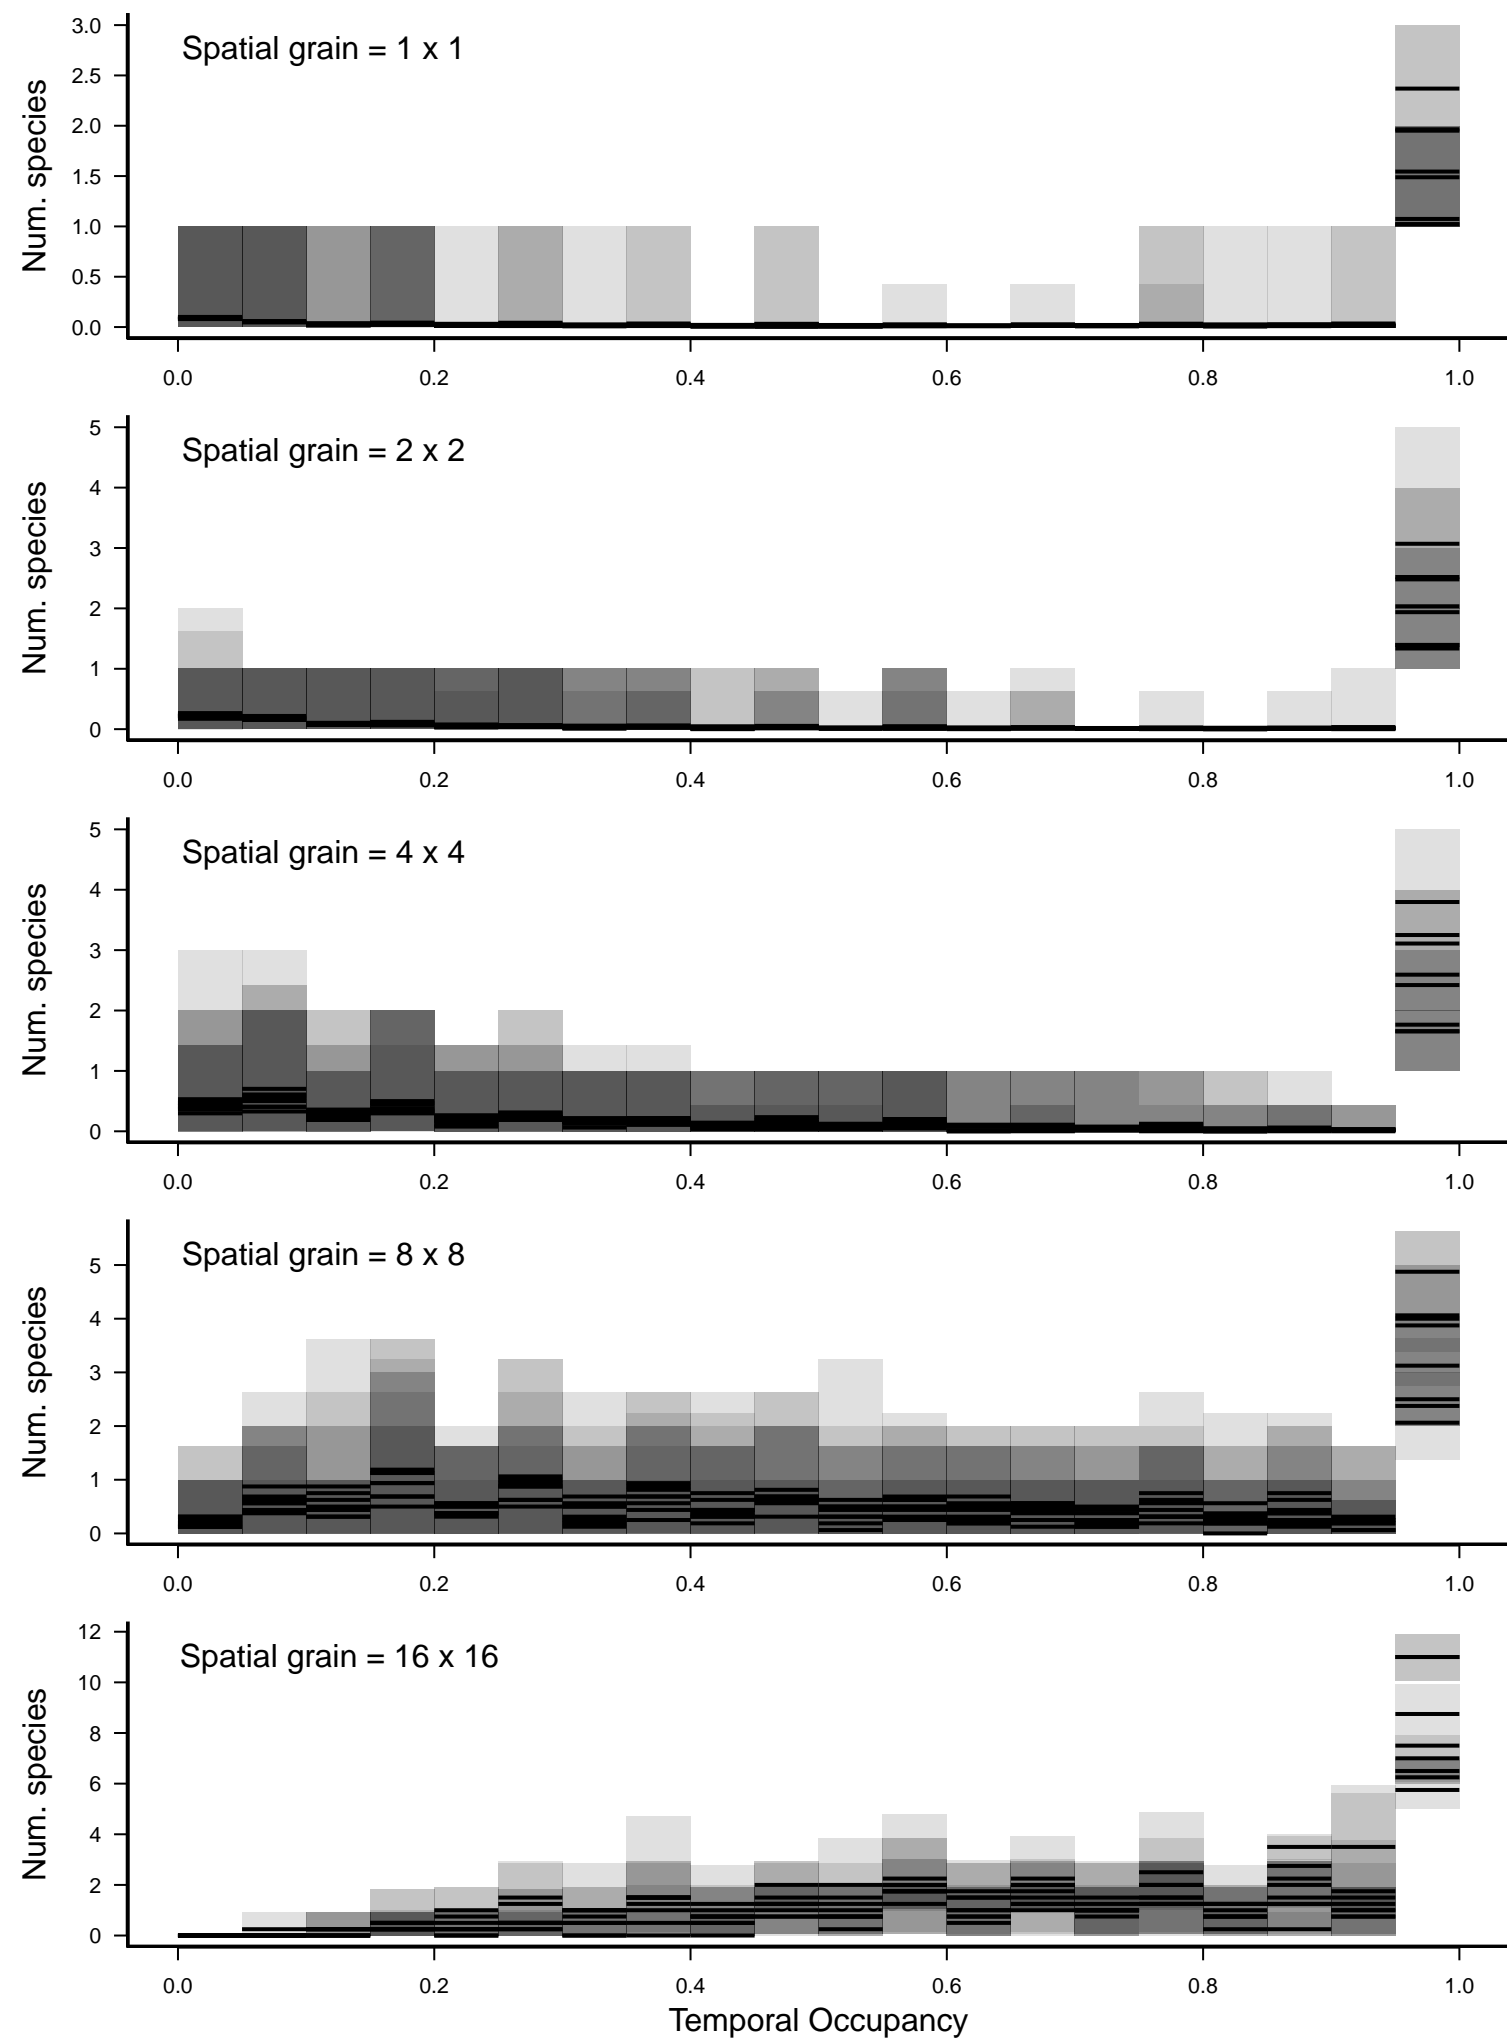 Spatial grain = 1 x 1
Num. species
3.0
2.5
2.0
1.5
1.0
0.5
0.0
0.0 0.2 0.4 0.6 0.8 1.0
Spatial grain = 2 x 2
Num. species
5
4
3
2
1
0
0.0 0.2 0.4 0.6 0.8 1.0
Spatial grain = 4 x 4
Num. species
5
4
3
2
1
0
0.0 0.2 0.4 0.6 0.8 1.0
Spatial grain = 8 x 8
Num. species
5
4
3
2
1
0
0.0 0.2 0.4 0.6 0.8 1.0
Spatial grain = 16 x 16
Num. species
12
10
8
6
4
2
0
0.0 0.2 0.4 0.6 0.8 1.0
Temporal Occupancy